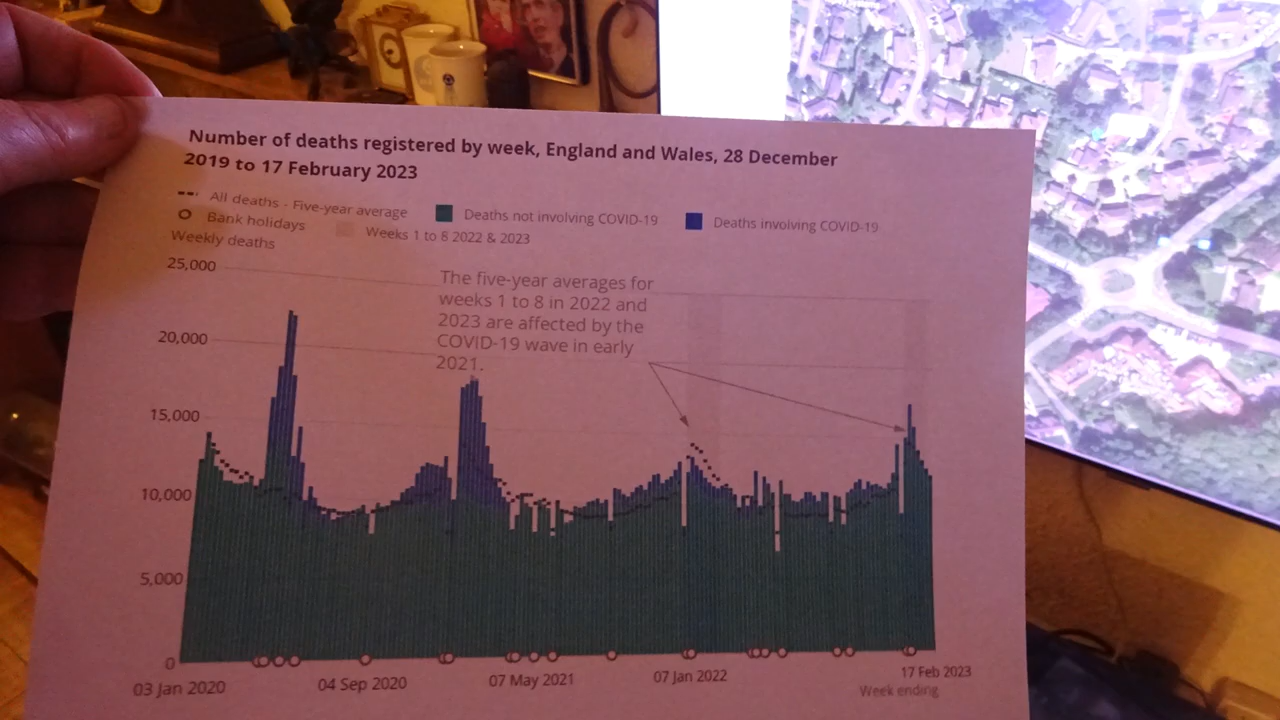 Number of deaths registered by week, England and Wales, 28 December
2019 to 17 February 2023
All deaths - Five-year average
Deaths not involving COVID-19
Deaths involving COVID-19
Bank holidays
Weeks 1 to 8 2022 & 2023
Weekly deaths
25,000
The five-year averages for
weeks 1 to 8 in 2022 and
2023 are affected by the
COVID-19 wave in early
2021.
20,000
15,000
10,000
5,000
0
03 Jan 2020
04 Sep 2020
07 May 2021
07 Jan 2022
17 Feb 2023
Week ending